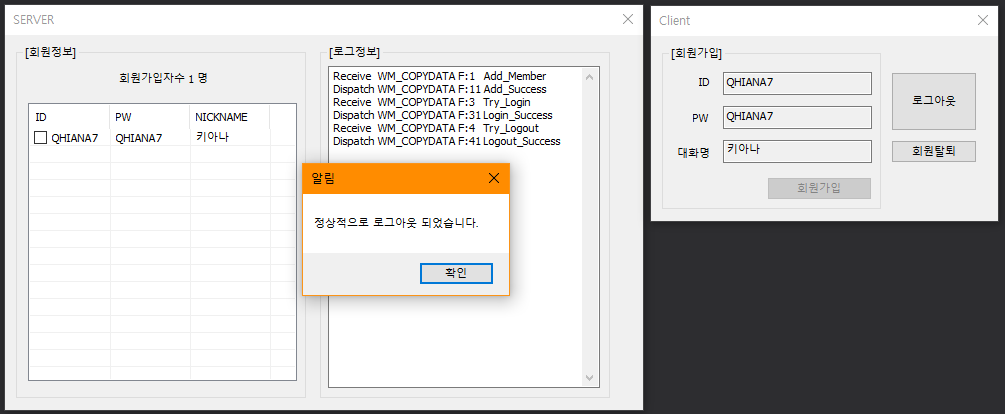 SERVER
[회원정보]
회원가입자수 1 명
ID PW NICKNAME
QHIANA7 QHIANA7 키아나
[로그정보]
Receive WM_COPYDATA F:1 Add_Member
Dispatch WM_COPYDATA F:11 Add_Success
Receive WM_COPYDATA F:3 Try_Login
Dispatch WM_COPYDATA F:31 Login_Success
Receive WM_COPYDATA F:4 Try_Logout
Dispatch WM_COPYDATA F:41 Logout_Success
알림
정상적으로 로그아웃 되었습니다.
확인
Client
[회원가입]
ID QHIANA7
PW QHIANA7
대화명 키아나
회원가입
로그아웃
회원탈퇴